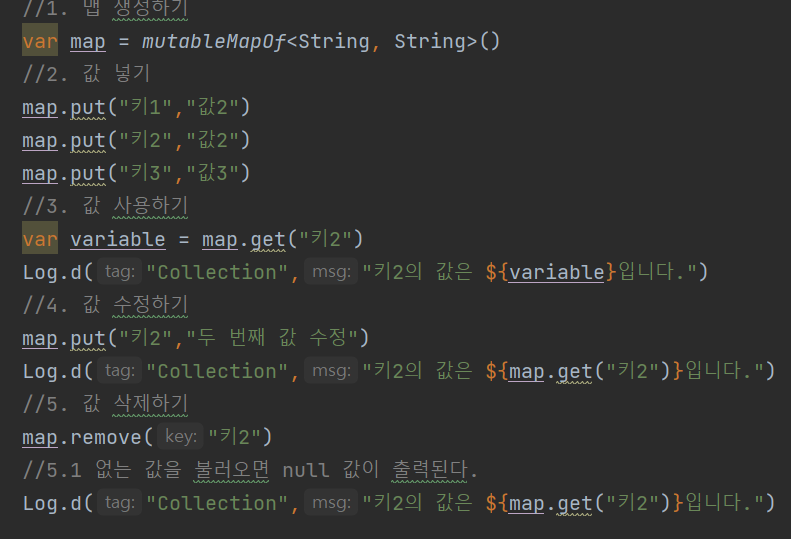 //1. 맵 생성하기
var map = mutableMapOf<String, String>()
//2. 값 넣기
map.put("키1","값2")
map.put("키2","값2")
map.put("키3","값3")
//3. 값 사용하기
var variable = map.get("키2")
Log.d( tag: "Collection", msg: "키2의 값은 ${variable}입니다.")
//4. 값 수정하기
map.put("키2","두 번째 값 수정")
Log.d( tag: "Collection", msg: "키2의 값은 ${map.get("키2")}입니다.")
//5. 값 삭제하기
map.remove( key: "키2")
//5.1 없는 값을 불러오면 null 값이 출력된다.
Log.d( tag: "Collection", msg: "키2의 값은 ${map.get("키2")}입니다.")